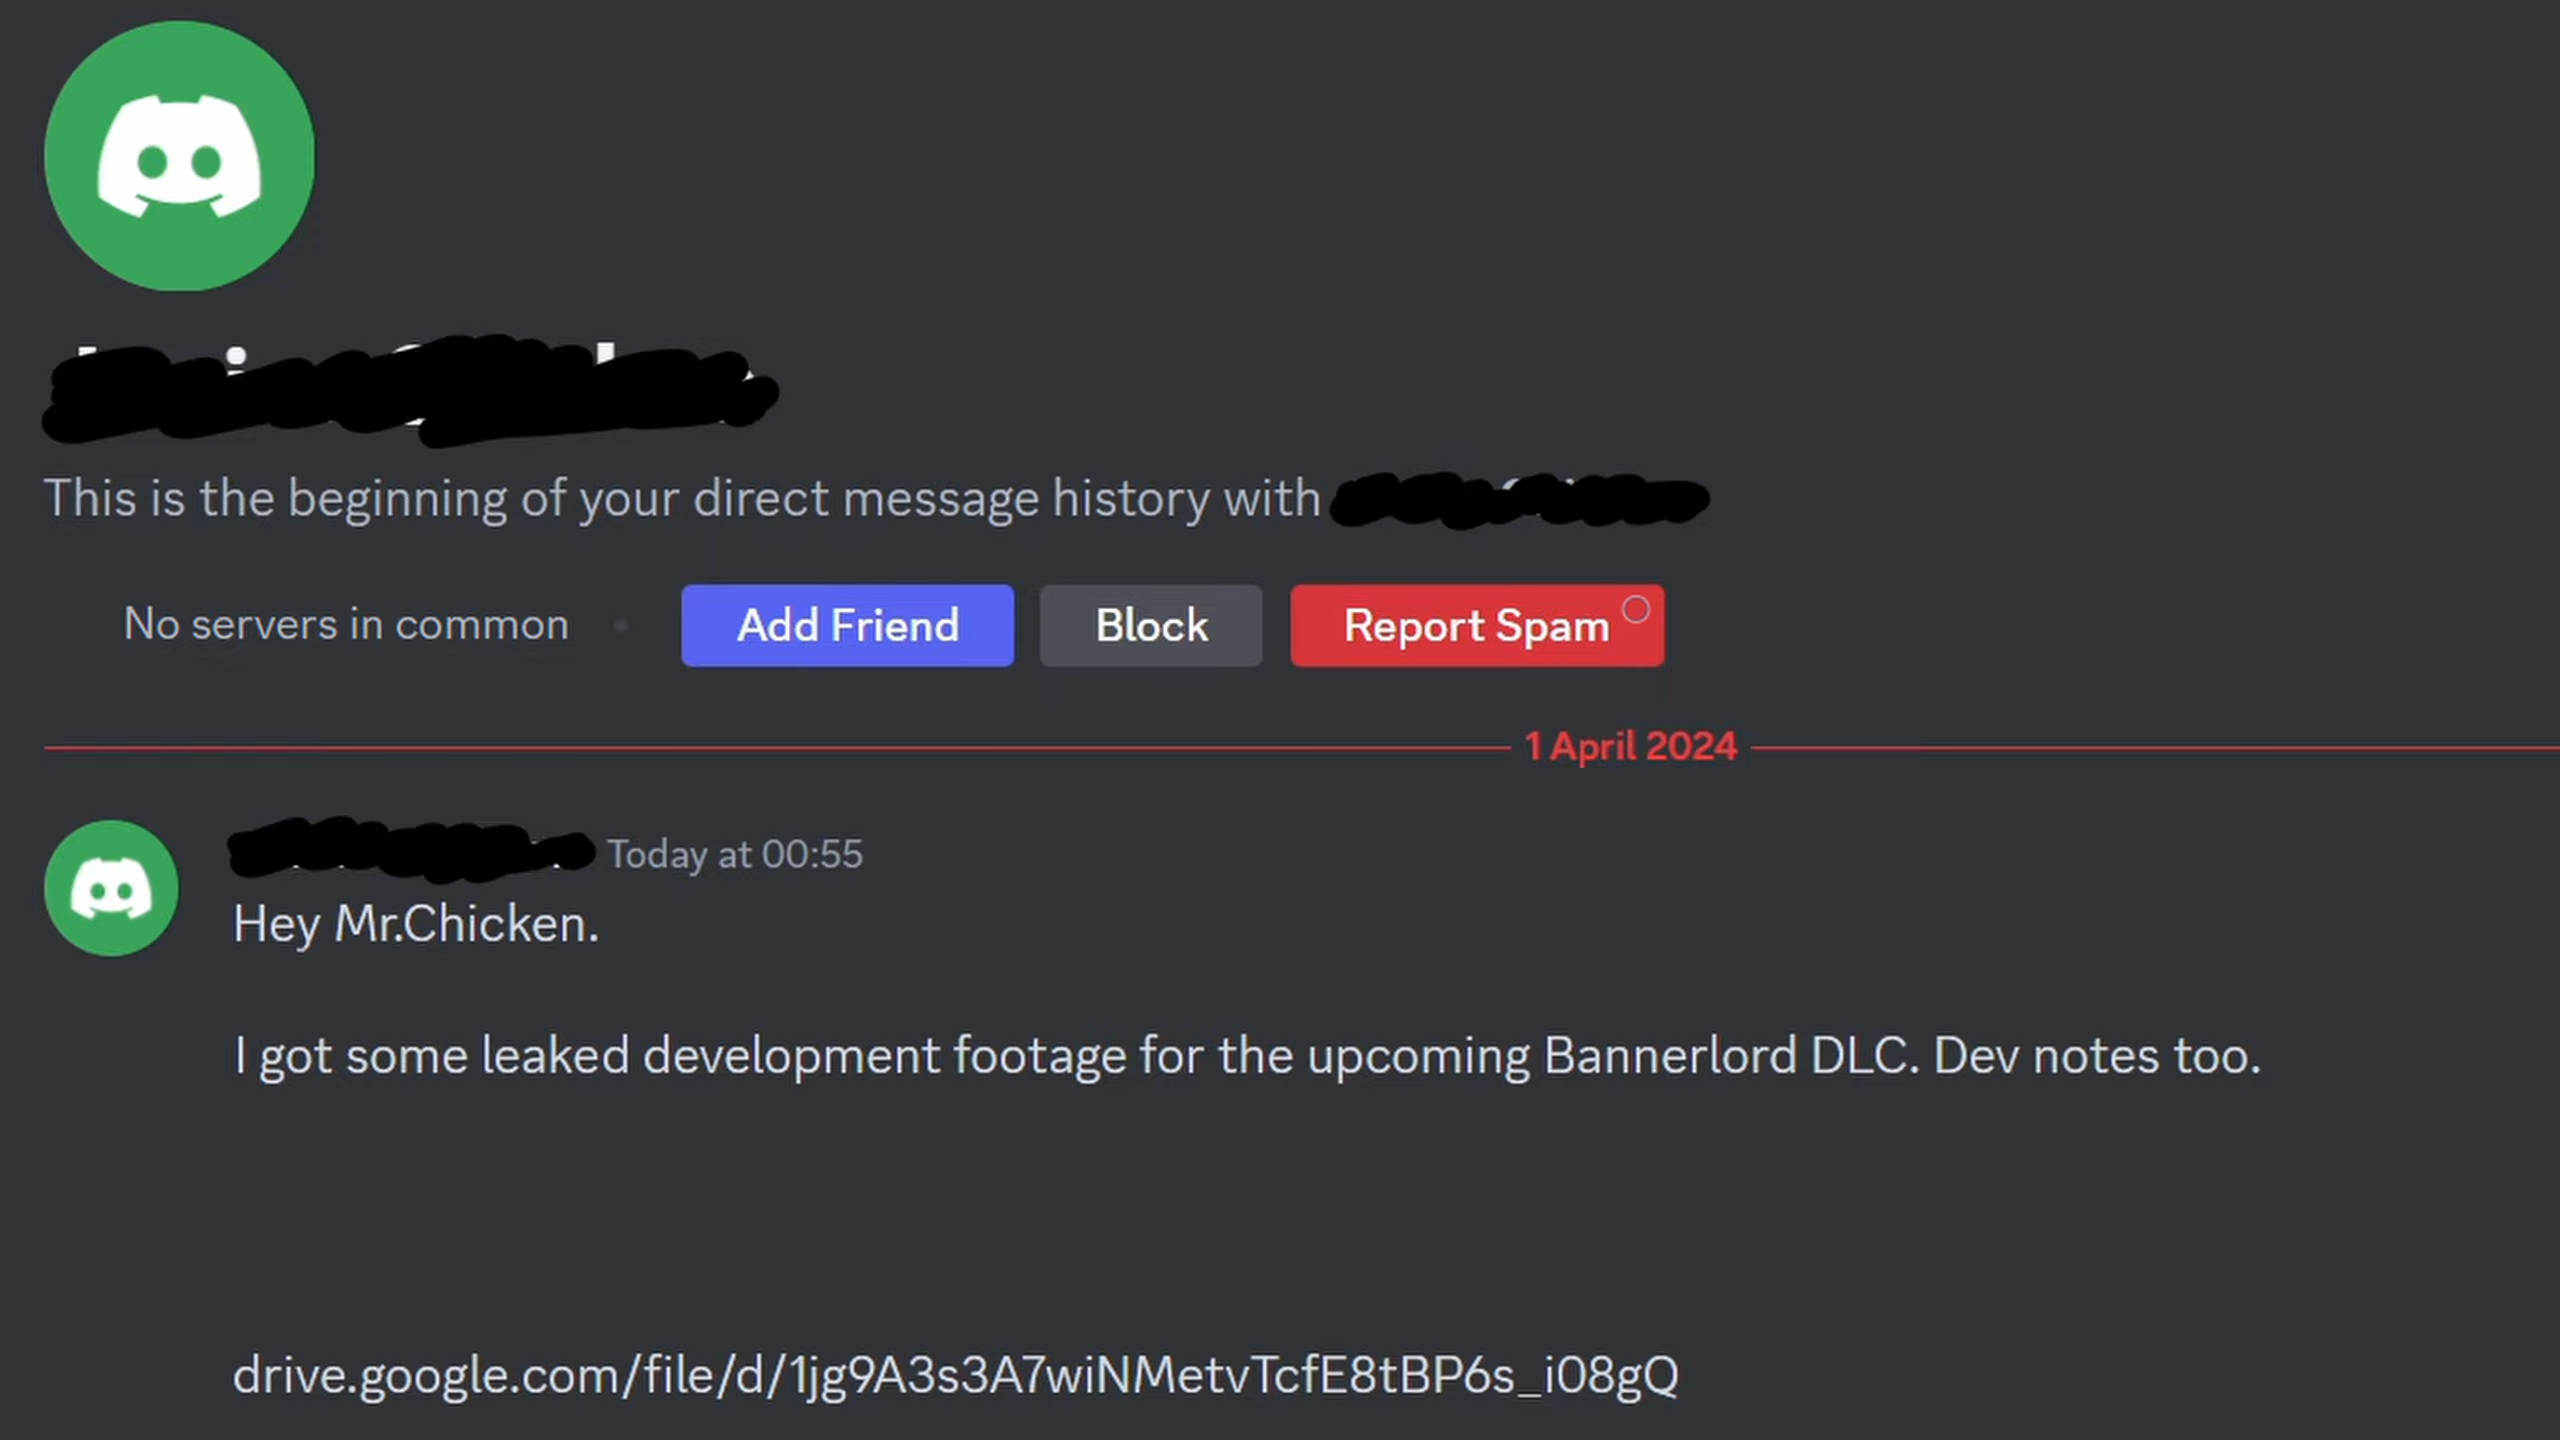 This is the beginning of your direct message history with
No servers in common
Add Friend
Block
Report Spam
1 April 2024
Today at 00:55
Hey Mr.Chicken.
I got some leaked development footage for the upcoming Bannerlord DLC. Dev notes too.
drive.google.com/file/d/1jg9A3s3A7wiNMetvTcfE8tBP6s_i08gQ